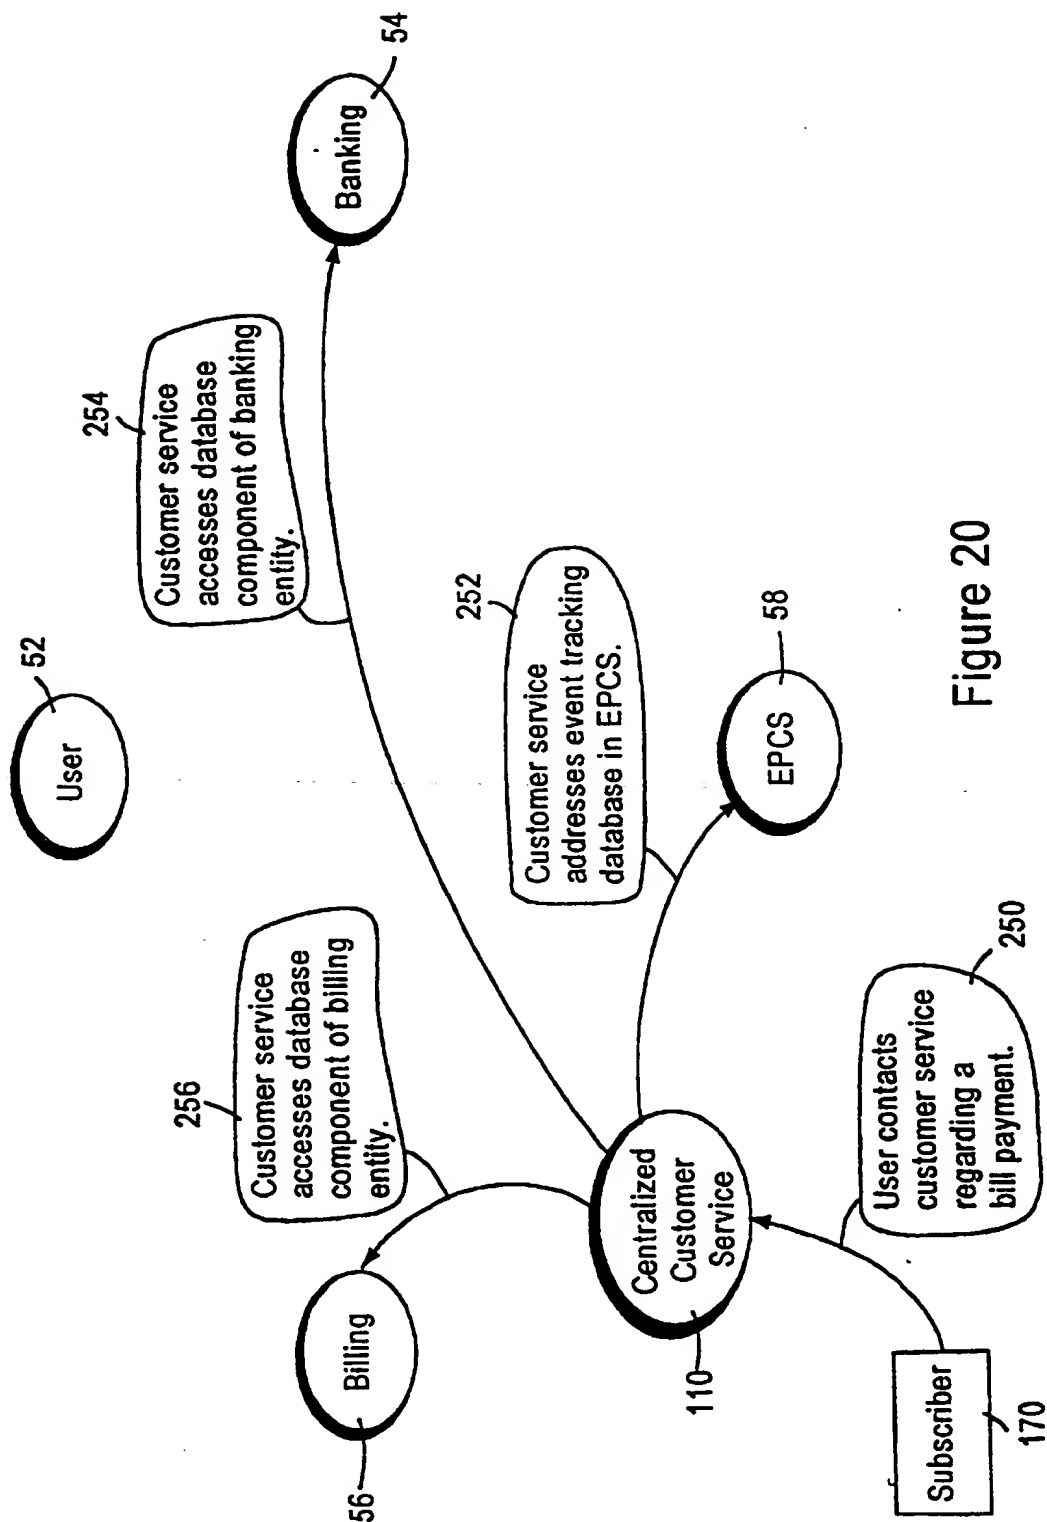 52
User
54
Banking
254
Customer service
accesses database
component of banking
entity.
256
Customer service
accesses database
component of billing
entity.
56
Billing
252
Customer service
addresses event tracking
database in EPCS.
58
EPCS
110
Centralized
Customer
Service
250
User contacts
customer service
regarding a
bill payment.
170
Subscriber
Figure 20